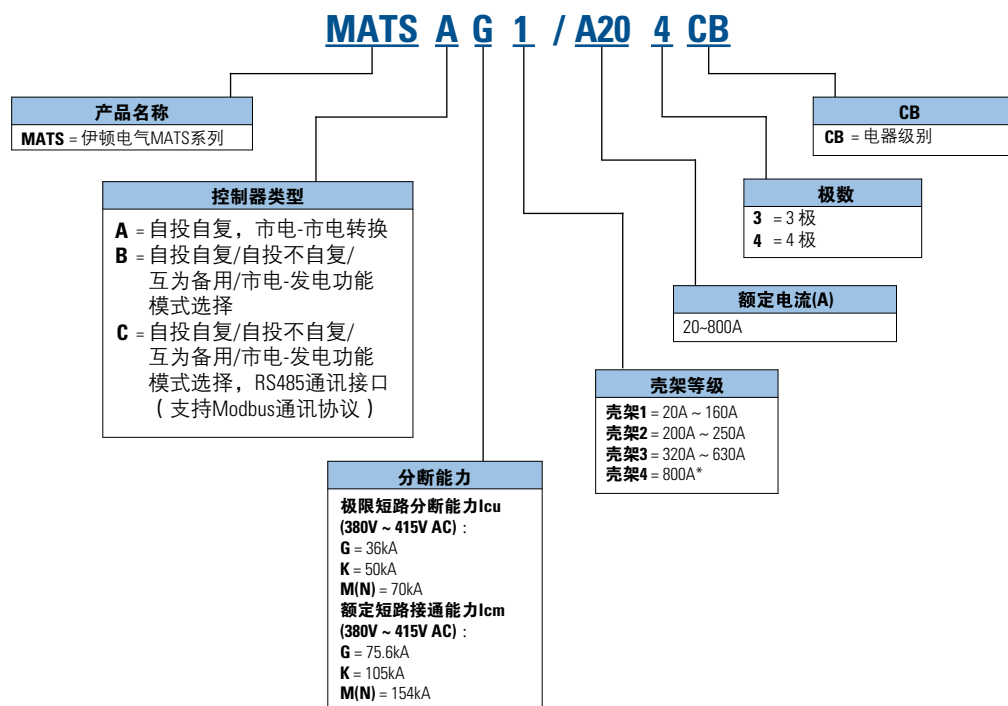 MATS A G 1 / A20 4 CB
产品名称
MATS = 伊顿电气MATS系列
控制器类型
A = 自投自复，市电-市电转换
B = 自投自复/自投不自复/
互为备用/市电-发电功能
模式选择
C = 自投自复/自投不自复/
互为备用/市电-发电功能
模式选择，RS485通讯接口
（支持Modbus通讯协议）
分断能力
极限短路分断能力Icu
(380V ~ 415V AC)：
G = 36kA
K = 50kA
M(N) = 70kA
额定短路接通能力Icm
(380V ~ 415V AC)：
G = 75.6kA
K = 105kA
M(N) = 154kA
壳架等级
壳架1 = 20A ~ 160A
壳架2 = 200A ~ 250A
壳架3 = 320A ~ 630A
壳架4 = 800A*
额定电流(A)
20~800A
极数
3 = 3 极
4 = 4 极
CB
CB = 电器级别